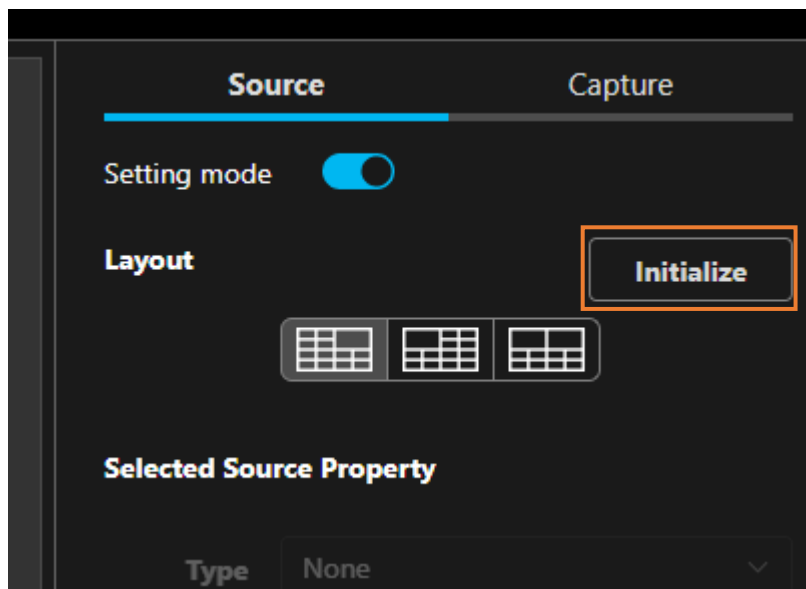 Source Capture
Setting mode
Layout
Initialize
Selected Source Property
Type None